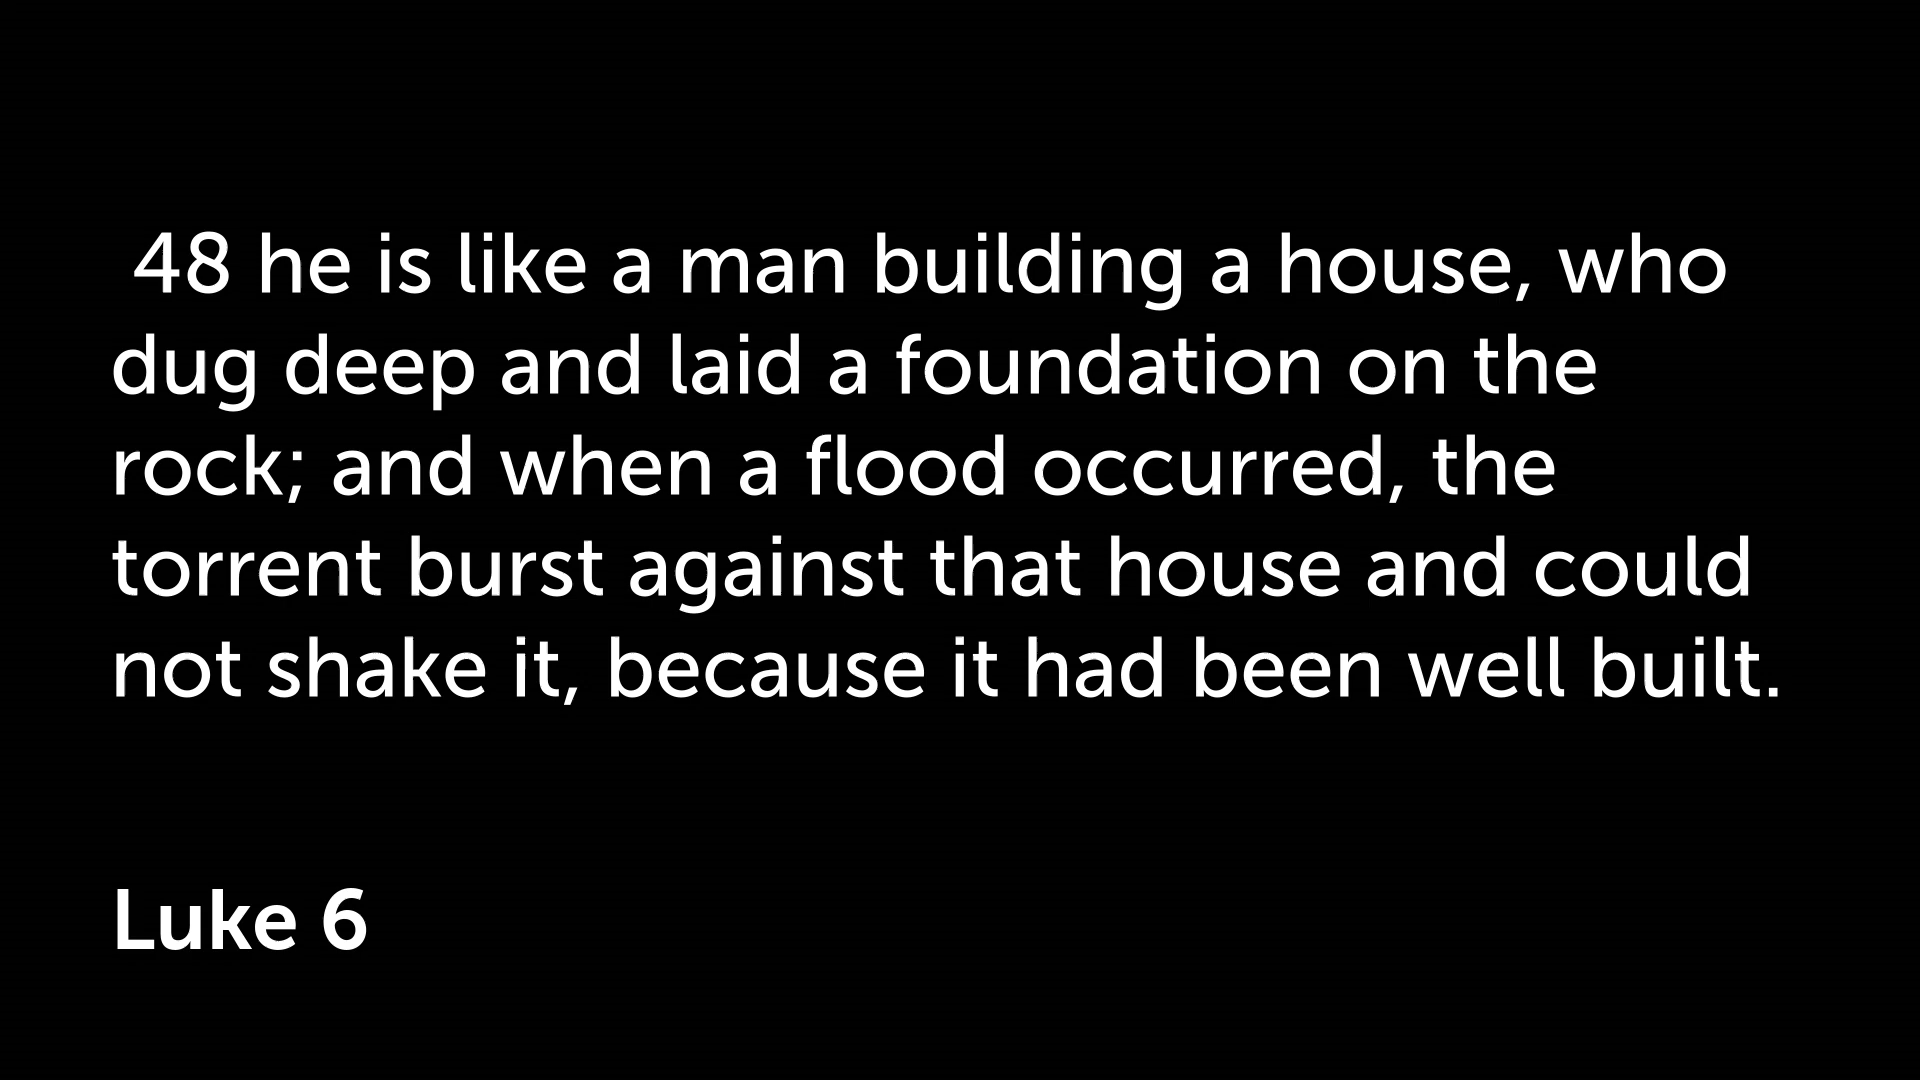 48 he is like a man building a house, who
dug deep and laid a foundation on the
rock; and when a flood occurred, the
torrent burst against that house and could
not shake it, because it had been well built.
Luke 6